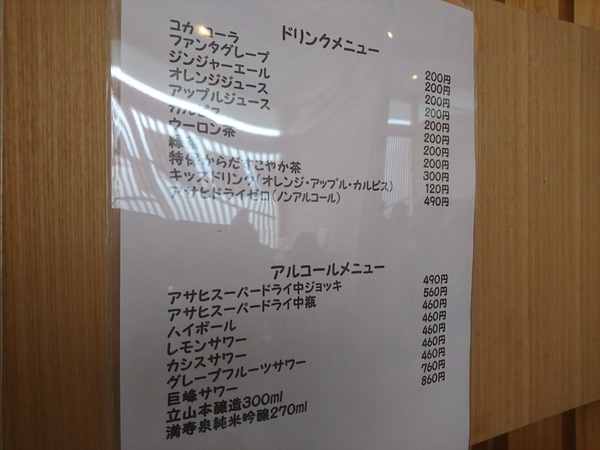 ドリンクメニュー
コカ・コーラ 200円
ファンタグレープ 200円
ジンジャーエール 200円
オレンジジュース 200円
アップルジュース 200円
カルピス 200円
ウーロン茶 200円
緑茶 200円
特保からだすこやか茶 300円
キッズドリンク(オレンジ・アップル・カルピス) 120円
アサヒドライゼロ(ノンアルコール) 490円
アルコールメニュー
アサヒスーパードライ中ジョッキ 490円
アサヒスーパードライ中瓶 560円
ハイボール 460円
レモンサワー 460円
カシスサワー 460円
グレープフルーツサワー 460円
巨峰サワー 460円
立山本醸造300ml 760円
満寿泉純米吟醸270ml 860円